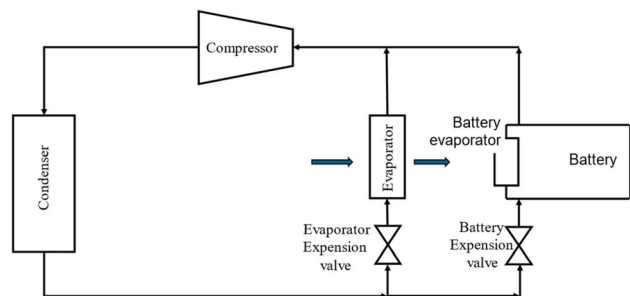 Compressor
Condenser
Evaporator
Battery
evaporator
Battery
Evaporator
Expension
valve
Battery
Expension
valve